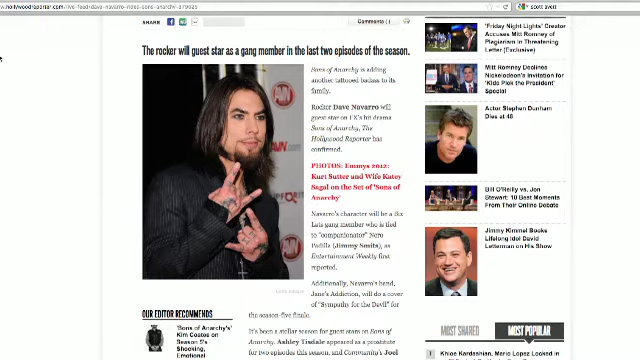 www.hollywoodreporter.com/live-feed/dave-navarro-rides-sons-anarchy-379025
scott avett
SHARE
Comments ( )
The rocker will guest star as a gang member in the last two episodes of the season.
Sons of Anarchy is adding
another tattooed badass to its
family.
Rocker Dave Navarro will
guest star on FX's hit drama
Sons of Anarchy, The
Hollywood Reporter has
confirmed.
PHOTOS: Emmys 2012:
Kurt Sutter and Wife Katey
Sagal on the Set of 'Sons of
Anarchy'
Navarro's character will be a Byz
Lats gang member who is tied
to "companionator" Nero
Padilla (Jimmy Smits), as
Entertainment Weekly first
reported.
Additionally, Navarro's band,
Jane's Addiction, will do a cover
of "Sympathy for the Devil" for
the season-five finale.
It's been a stellar season for guest stars on Sons of
Anarchy. Ashley Tisdale appeared as a prostitute
for two episodes this season, and Community's Joel
OUR EDITOR RECOMMENDS
'Sons of Anarchy's'
Kim Coates on
Season 5's
Shocking,
Emotional
'Friday Night Lights' Creator
Accuses Mitt Romney of
Plagiarism in Threatening
Letter (Exclusive)
Mitt Romney Declines
Nickelodeon's Invitation for
'Kids Pick the President'
Special
Actor Stephen Dunham
Dies at 48
Bill O'Reilly vs. Jon
Stewart: 10 Best Moments
From Their Online Debate
Jimmy Kimmel Books
Lifelong Idol David
Letterman on His Show
MOST SHARED
MOST POPULAR
1
Khloe Kardashian, Mario Lopez Locked in